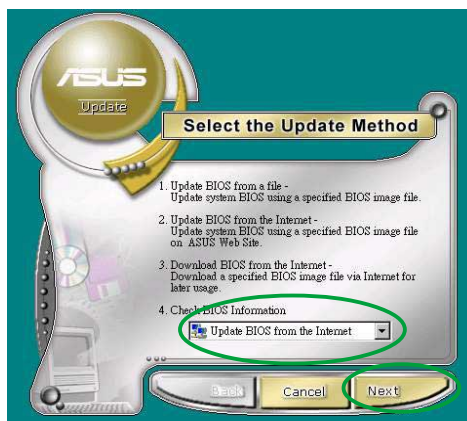 ASUS
Update
Select the Update Method
1. Update BIOS from a file -
Update system BIOS using a specified BIOS image file.
2. Update BIOS from the Internet -
Update system BIOS using a specified BIOS image file
on ASUS Web Site.
3. Download BIOS from the Internet -
Download a specified BIOS image file via Internet for
later usage.
4. Check BIOS Information
Update BIOS from the Internet
Back
Cancel
Next